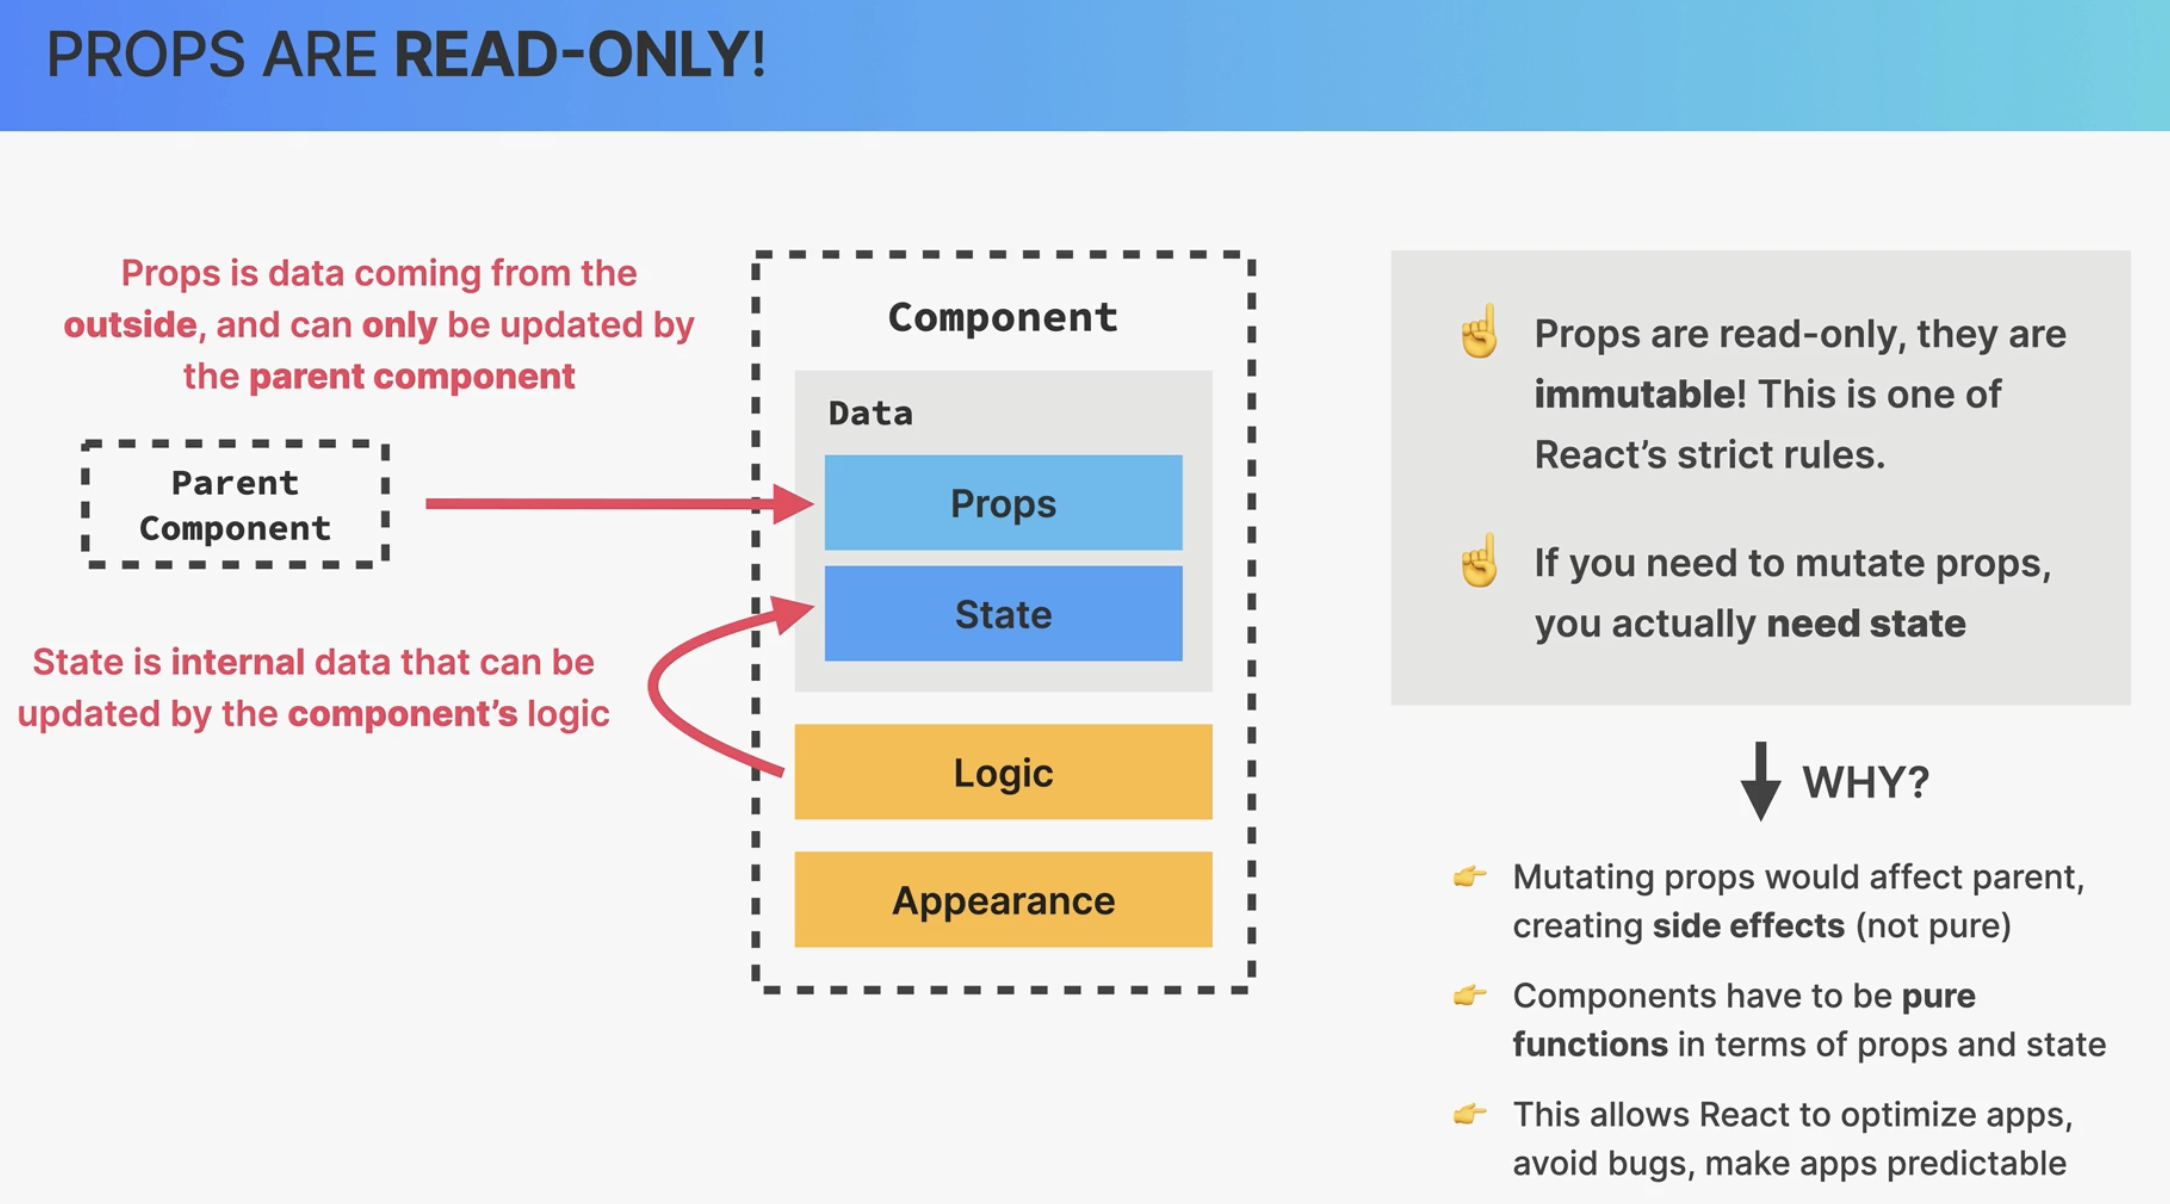 PROPS ARE READ-ONLY!
Props is data coming from the
outside, and can only be updated by
the parent component
Parent
Component
State is internal data that can be
updated by the component’s logic
Component
Data
Props
State
Logic
Appearance
Props are read-only, they are
immutable! This is one of
React’s strict rules.
If you need to mutate props,
you actually need state
WHY?
Mutating props would affect parent,
creating side effects (not pure)
Components have to be pure
functions in terms of props and state
This allows React to optimize apps,
avoid bugs, make apps predictable